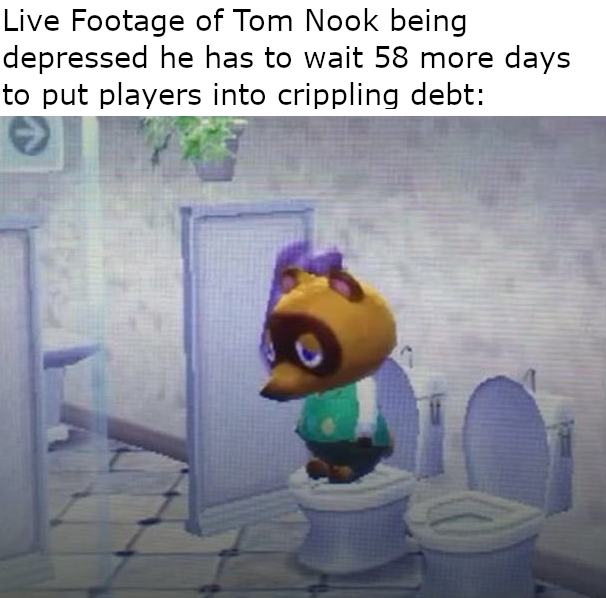 Live Footage of Tom Nook being
depressed he has to wait 58 more days
to put players into crippling debt: